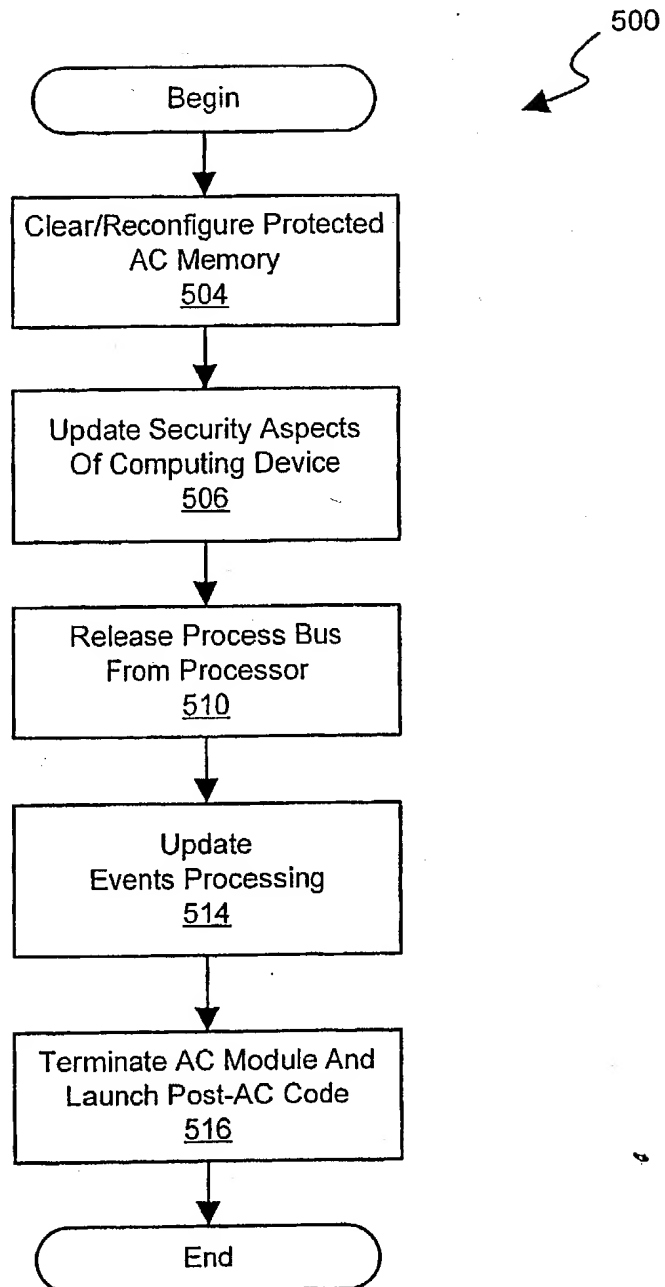 500
Begin
Clear/Reconfigure Protected
AC Memory
504
Update Security Aspects
Of Computing Device
506
Release Process Bus
From Processor
510
Update
Events Processing
514
Terminate AC Module And
Launch Post-AC Code
516
End